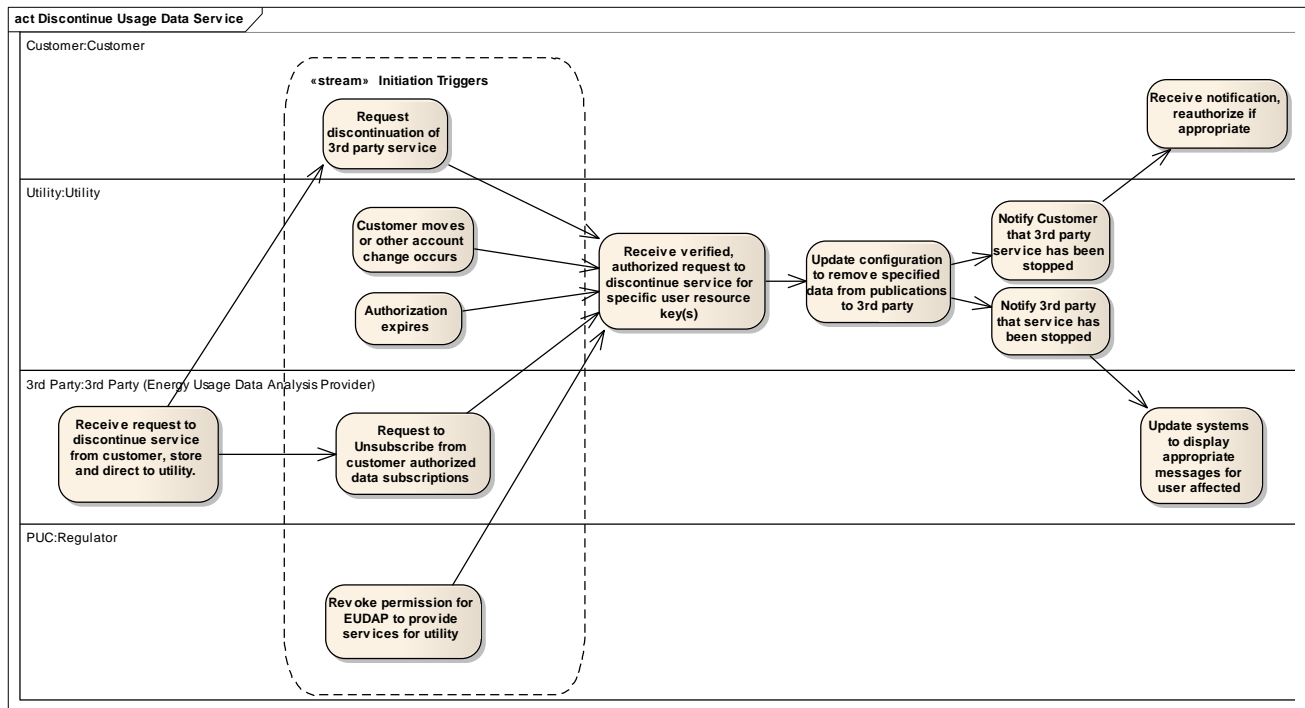 act Discontinue Usage Data Service
Customer:Customer
«stream» Initiation Triggers
Request
discontinuation of
3rd party service
Receive notification,
reauthorize if
appropriate
Utility:Utility
Customer moves
or other account
change occurs
Authorization
expires
Receive verified,
authorized request to
discontinue service for
specific user resource
key(s)
Update configuration
to remove specified
data from publications
to 3rd party
Notify Customer
that 3rd party
service has been
stopped
Notify 3rd party
that service has
been stopped
3rd Party:3rd Party (Energy Usage Data Analysis Provider)
Receive request to
discontinue service
from customer, store
and direct to utility.
Request to
Unsubscribe from
customer authorized
data subscriptions
Update systems
to display
appropriate
messages for
user affected
PUC:Regulator
Revoke permission for
EUDAP to provide
services for utility